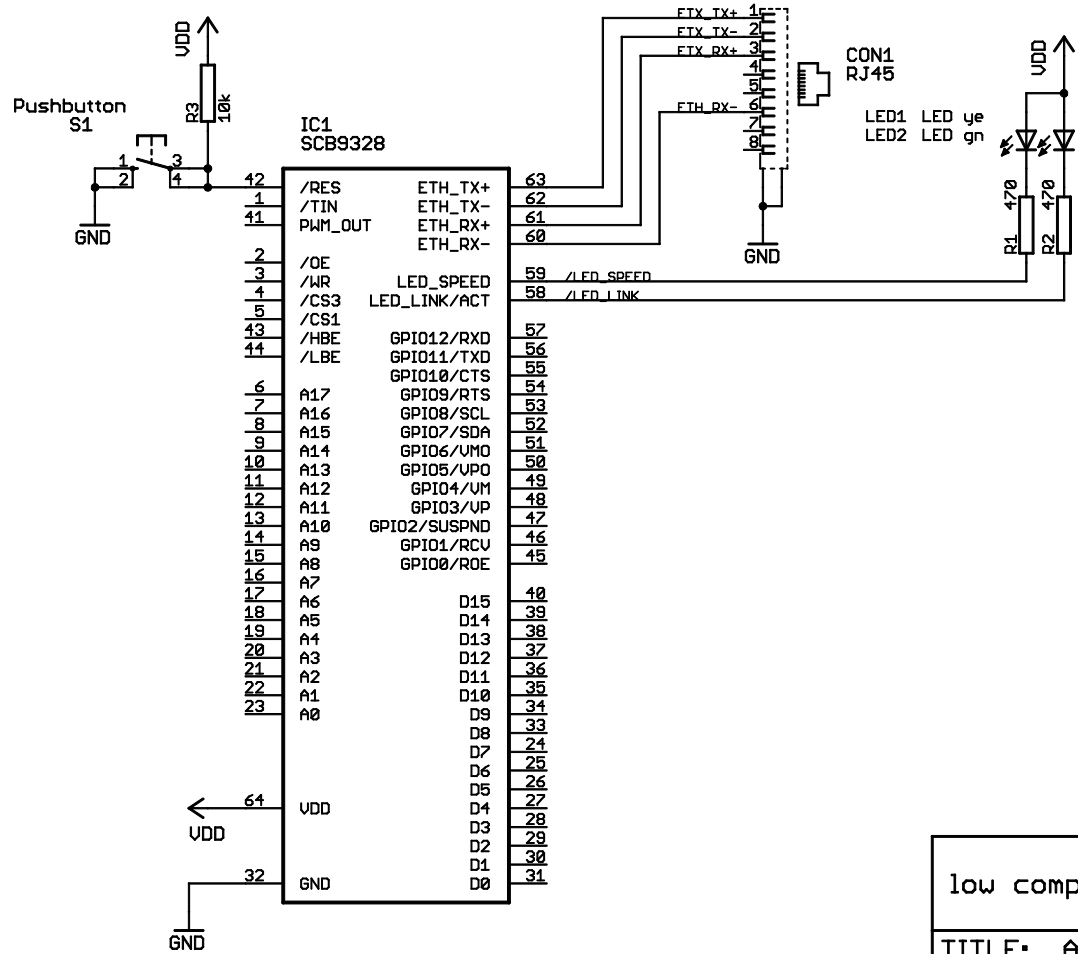 VDD
R3
10k
Pushbutton
S1
1
3
2
4
GND
IC1
SCB9328
42 /RES ETH_TX+ 63
1 /TIN ETH_TX- 62
41 PWM_OUT ETH_RX+ 61
ETH_RX- 60
2 /OE
3 /WR LED_SPEED 59 /LED_SPEED
4 /CS3 LED_LINK/ACT 58 /LED_LINK
5 /CS1
43 /HBE GPIO12/RXD 57
44 /LBE GPIO11/TXD 56
GPIO10/CTS 55
6 A17 GPIO9/RTS 54
7 A16 GPIO8/SCL 53
8 A15 GPIO7/SDA 52
9 A14 GPIO6/VMO 51
10 A13 GPIO5/VPO 50
11 A12 GPIO4/VM 49
12 A11 GPIO3/VP 48
13 A10 GPIO2/SUSPND 47
14 A9 GPIO1/RCV 46
15 A8 GPIO0/ROE 45
16 A7
17 A6 D15 40
18 A5 D14 39
19 A4 D13 38
20 A3 D12 37
21 A2 D11 36
22 A1 D10 35
23 A0 D9 34
D8 33
D7 24
D6 25
D5 26
64 VDD D4 27
VDD
D3 28
D2 29
D1 30
32 GND D0 31
GND
ETX_TX+ 1
ETX_TX- 2
ETX_RX+ 3
4
5
ETH_RX- 6
7
8
CON1
RJ45
GND
VDD
LED1 LED ye
LED2 LED gn
470
470
R1
R2
low comp
TITLE: A